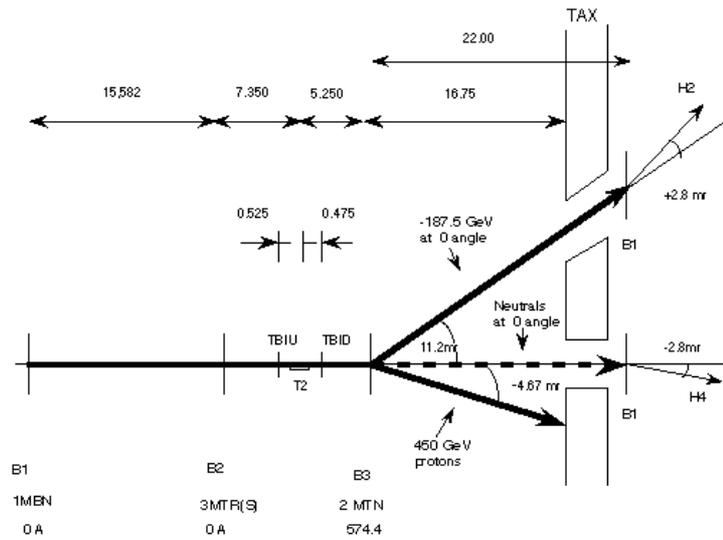 TAX
22.00
15,582
7.350
5.250
16.75
H2
+2.8 mr
0.525
0.475
-187.5 GeV
at 0 angle
B1
Neutrals
at 0 angle
TBIU
TBID
11.2mr
-2.8mr
T2
-4.67 mr
H4
B1
450 GeV
protons
B1
B2
B3
1MBN
3MTR(S)
2 MTN
0 A
0 A
574.4